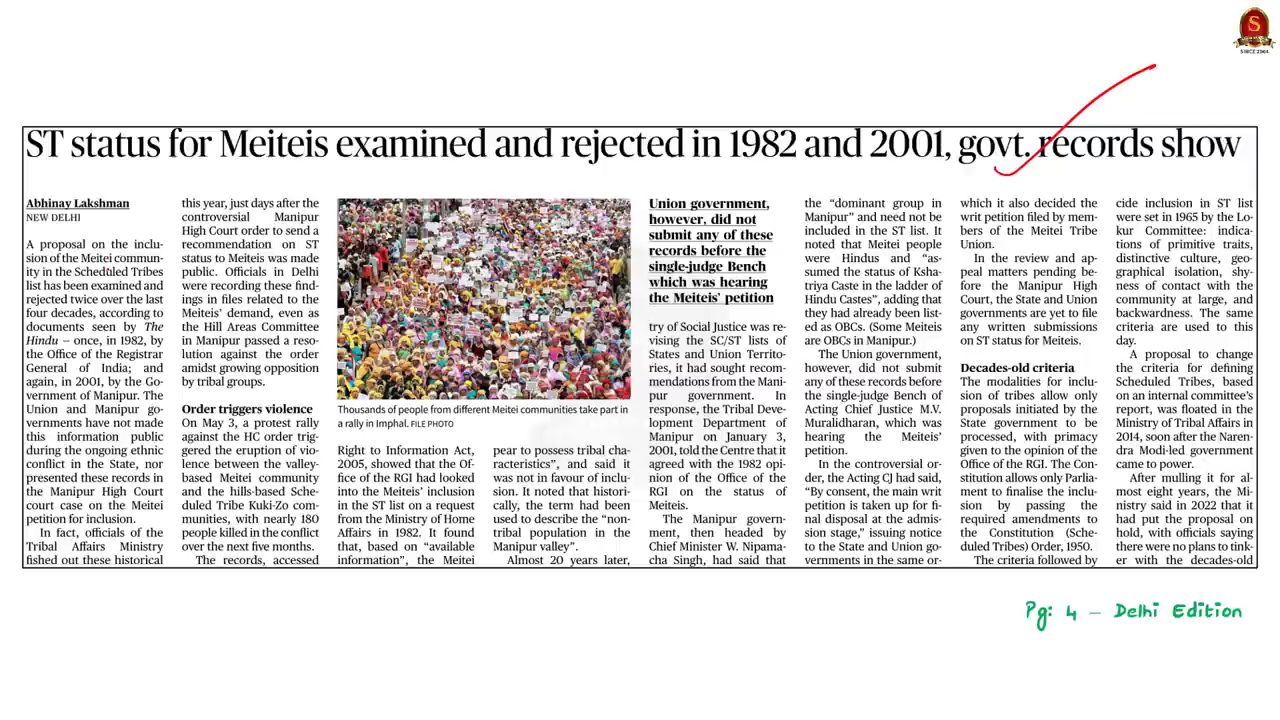 S
SINCE 2004
ST status for Meiteis examined and rejected in 1982 and 2001, govt. records show
Abhinay Lakshman
NEW DELHI
A proposal on the inclu-
sion of the Meitei commun-
ity in the Scheduled Tribes
list has been examined and
rejected twice over the last
four decades, according to
documents seen by The
Hindu – once, in 1982, by
the Office of the Registrar
General of India; and
again, in 2001, by the Go-
vernment of Manipur. The
Union and Manipur go-
vernments have not made
this information public
during the ongoing ethnic
conflict in the State, nor
presented these records in
the Manipur High Court
court case on the Meitei
petition for inclusion.
In fact, officials of the
Tribal Affairs Ministry
fished out these historical
this year, just days after the
controversial Manipur
High Court order to send a
recommendation on ST
status to Meiteis was made
public. Officials in Delhi
were recording these find-
ings in files related to the
Meiteis' demand, even as
the Hill Areas Committee
in Manipur passed a reso-
lution against the order
amidst growing opposition
by tribal groups.
Order triggers violence
On May 3, a protest rally
against the HC order trig-
gered the eruption of vio-
lence between the valley-
based Meitei community
and the hills-based Sche-
duled Tribe Kuki-Zo com-
munities, with nearly 180
people killed in the conflict
over the next five months.
The records, accessed
Thousands of people from different Meitei communities take part in
a rally in Imphal. FILE PHOTO
Right to Information Act,
2005, showed that the Of-
fice of the RGI had looked
into the Meiteis' inclusion
in the ST list on a request
from the Ministry of Home
Affairs in 1982. It found
that, based on "available
information", the Meitei
pear to possess tribal cha-
racteristics", and said it
was not in favour of inclu-
sion. It noted that histori-
cally, the term had been
used to describe the "non-
tribal population in the
Manipur valley".
Almost 20 years later,
Union government,
however, did not
submit any of these
records before the
single-judge Bench
which was hearing
the Meiteis' petition
try of Social Justice was re-
vising the SC/ST lists of
States and Union Territo-
ries, it had sought recom-
mendations from the Mani-
pur government. In
response, the Tribal Deve-
lopment Department of
Manipur on January 3,
2001, told the Centre that it
agreed with the 1982 opi-
nion of the Office of the
RGI on the status of
Meiteis.
The Manipur govern-
ment, then headed by
Chief Minister W. Nipama-
cha Singh, had said that
the "dominant group in
Manipur" and need not be
included in the ST list. It
noted that Meitei people
were Hindus and "as-
sumed the status of Ksha-
triya Caste in the ladder of
Hindu Castes", adding that
they had already been list-
ed as OBCs. (Some Meiteis
are OBCs in Manipur.)
The Union government,
however, did not submit
any of these records before
the single-judge Bench of
Acting Chief Justice M.V.
Muralidharan, which was
hearing the Meiteis'
petition.
In the controversial or-
der, the Acting CJ had said,
"By consent, the main writ
petition is taken up for fi-
nal disposal at the admis-
sion stage," issuing notice
to the State and Union go-
vernments in the same or-
which it also decided the
writ petition filed by mem-
bers of the Meitei Tribe
Union.
In the review and ap-
peal matters pending be-
fore the Manipur High
Court, the State and Union
governments are yet to file
any written submissions
on ST status for Meiteis.
Decades-old criteria
The modalities for inclu-
sion of tribes allow only
proposals initiated by the
State government to be
processed, with primacy
given to the opinion of the
Office of the RGI. The Con-
stitution allows only Parlia-
ment to finalise the inclu-
sion by passing the
required amendments to
the Constitution (Sche-
duled Tribes) Order, 1950.
The criteria followed by
cide inclusion in ST list
were set in 1965 by the Lo-
kur Committee: indica-
tions of primitive traits,
distinctive culture, geo-
graphical isolation, shy-
ness of contact with the
community at large, and
backwardness. The same
criteria are used to this
day.
A proposal to change
the criteria for defining
Scheduled Tribes, based
on an internal committee's
report, was floated in the
Ministry of Tribal Affairs in
2014, soon after the Naren-
dra Modi-led government
came to power.
After mulling it for al-
most eight years, the Mi-
nistry said in 2022 that it
had put the proposal on
hold, with officials saying
there were no plans to tink-
er with the decades-old
Pg: 4 – Delhi Edition